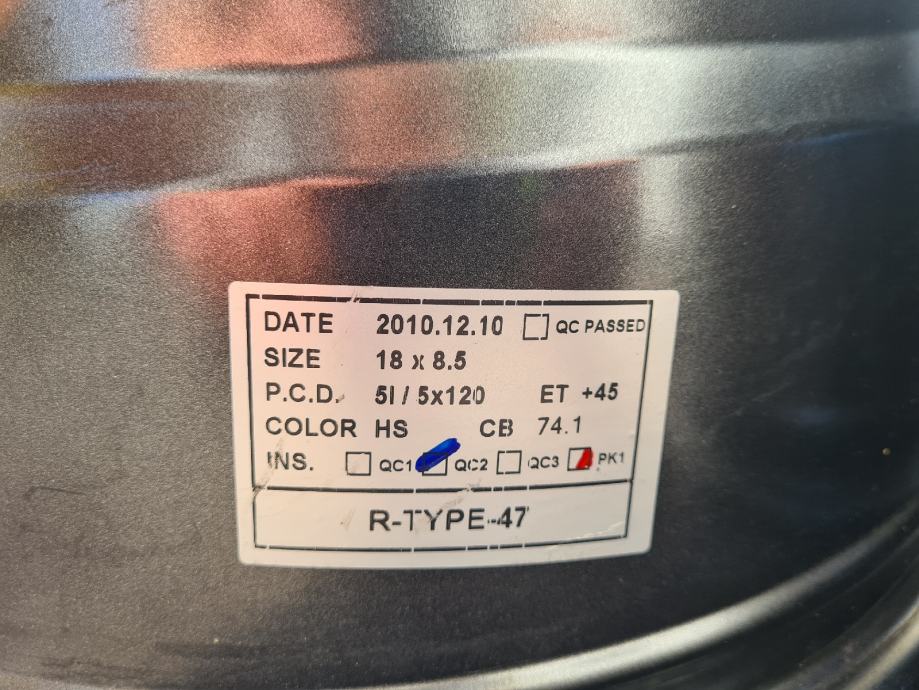 DATE 2010.12.10 QC PASSED
SIZE 18 x 8.5
P.C.D. 5I / 5x120 ET +45
COLOR HS CB 74.1
INS. QC1 QC2 QC3 PK1
R-TYPE-47